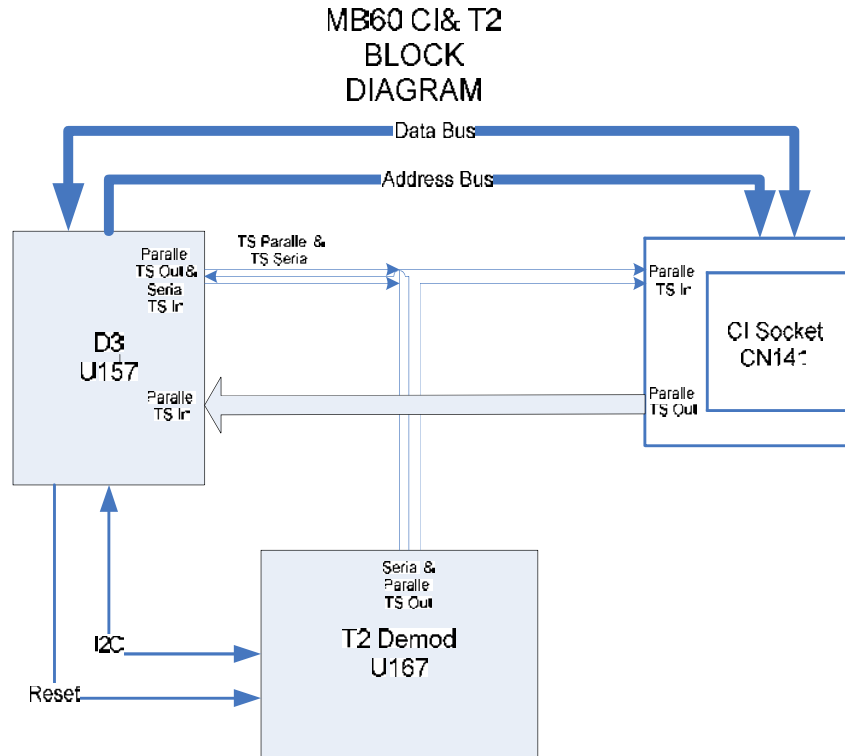 MB60 CI& T2
BLOCK
DIAGRAM
Data Bus
Address Bus
Paralle
TS Out &
Seria
TS In
TS Paralle &
TS Seria
Paralle
TS In
CI Socket
CN141
D3
U157
Paralle
TS In
Paralle
TS Out
Seria &
Paralle
TS Out
T2 Demod
U167
I2C
Reset